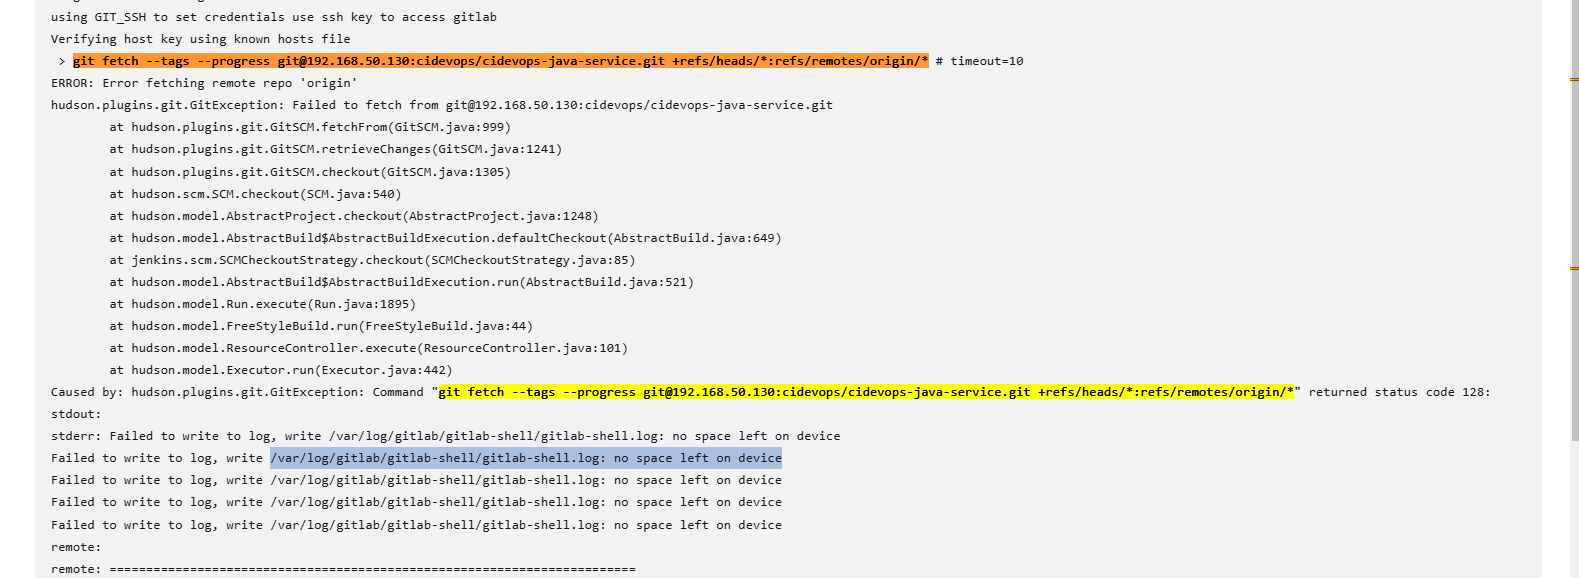 using GIT_SSH to set credentials use ssh key to access gitlab
Verifying host key using known hosts file
 > git fetch --tags --progress git@192.168.50.130:cidevops/cidevops-java-service.git +refs/heads/*:refs/remotes/origin/* # timeout=10
ERROR: Error fetching remote repo 'origin'
hudson.plugins.git.GitException: Failed to fetch from git@192.168.50.130:cidevops/cidevops-java-service.git
        at hudson.plugins.git.GitSCM.fetchFrom(GitSCM.java:999)
        at hudson.plugins.git.GitSCM.retrieveChanges(GitSCM.java:1241)
        at hudson.plugins.git.GitSCM.checkout(GitSCM.java:1305)
        at hudson.scm.SCM.checkout(SCM.java:540)
        at hudson.model.AbstractProject.checkout(AbstractProject.java:1248)
        at hudson.model.AbstractBuild$AbstractBuildExecution.defaultCheckout(AbstractBuild.java:649)
        at jenkins.scm.SCMCheckoutStrategy.checkout(SCMCheckoutStrategy.java:85)
        at hudson.model.AbstractBuild$AbstractBuildExecution.run(AbstractBuild.java:521)
        at hudson.model.Run.execute(Run.java:1895)
        at hudson.model.FreeStyleBuild.run(FreeStyleBuild.java:44)
        at hudson.model.ResourceController.execute(ResourceController.java:101)
        at hudson.model.Executor.run(Executor.java:442)
Caused by: hudson.plugins.git.GitException: Command "git fetch --tags --progress git@192.168.50.130:cidevops/cidevops-java-service.git +refs/heads/*:refs/remotes/origin/*" returned status code 128:
stdout:
stderr: Failed to write to log, write /var/log/gitlab/gitlab-shell/gitlab-shell.log: no space left on device
Failed to write to log, write /var/log/gitlab/gitlab-shell/gitlab-shell.log: no space left on device
Failed to write to log, write /var/log/gitlab/gitlab-shell/gitlab-shell.log: no space left on device
Failed to write to log, write /var/log/gitlab/gitlab-shell/gitlab-shell.log: no space left on device
Failed to write to log, write /var/log/gitlab/gitlab-shell/gitlab-shell.log: no space left on device
remote:
remote: ========================================================================